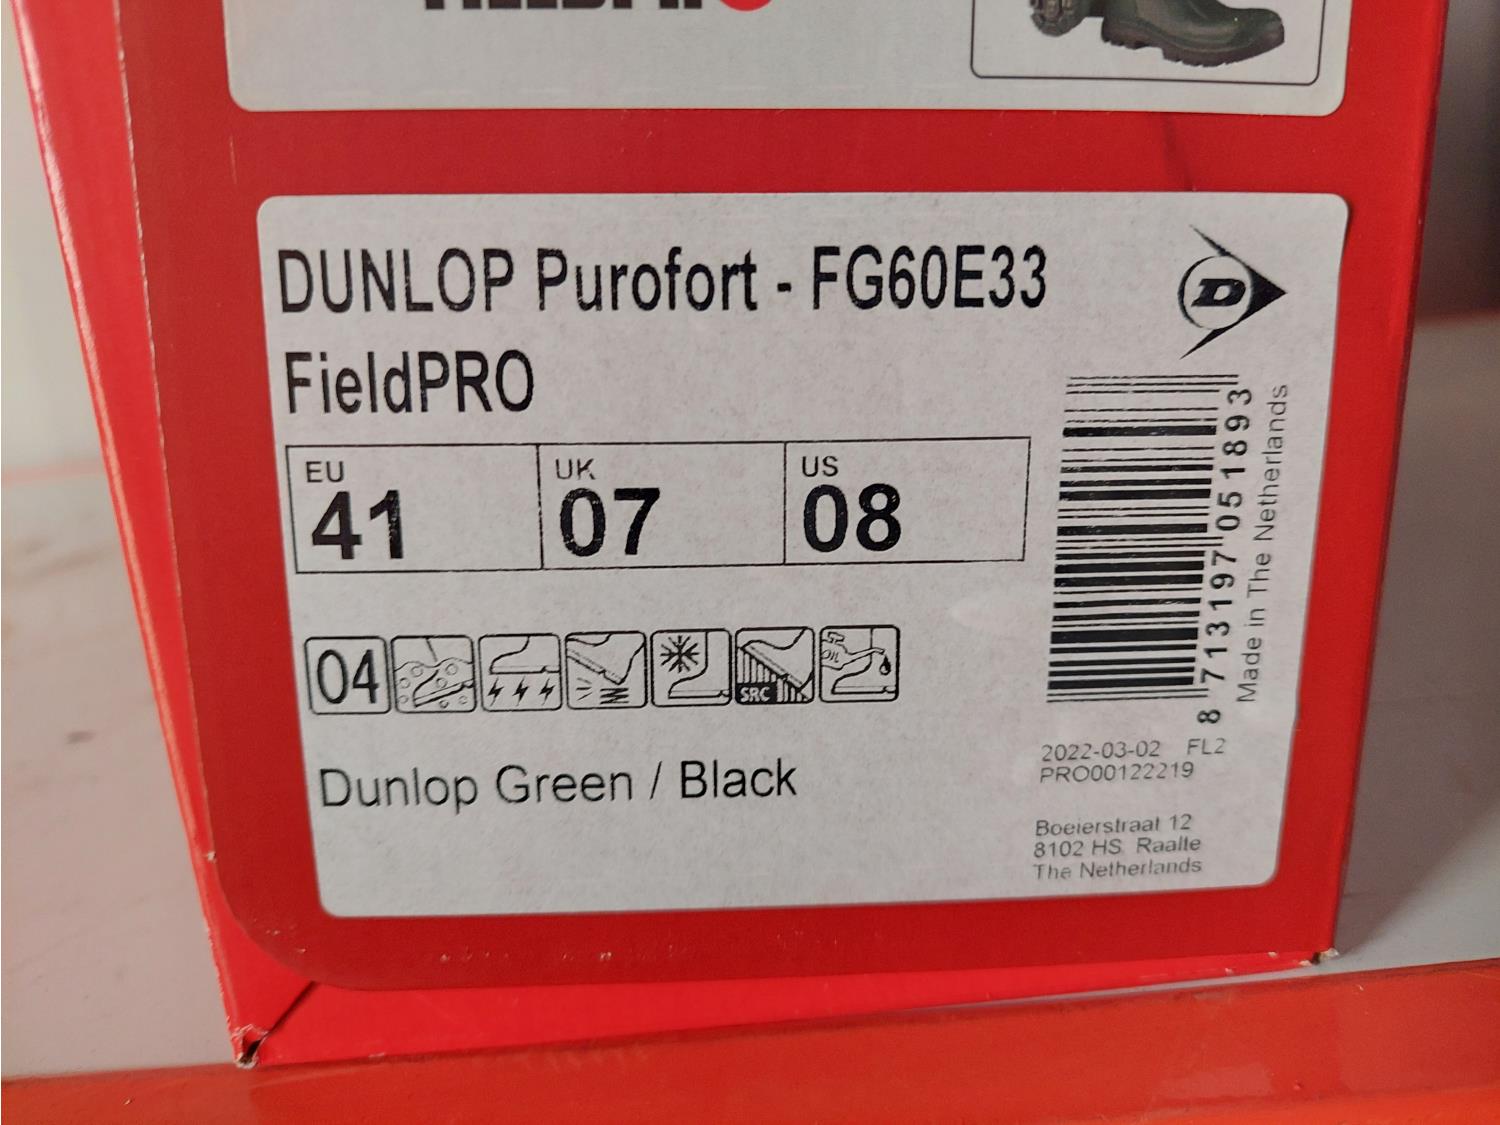 DUNLOP Purofort - FG60E33
FieldPRO
D
EU
41
UK
07
US
08
04
SRC
OIL
Dunlop Green / Black
8 713197 051893
Made in The Netherlands
2022-03-02 FL2
PRO00122219
Boeierstraat 12
8102 HS Raalte
The Netherlands